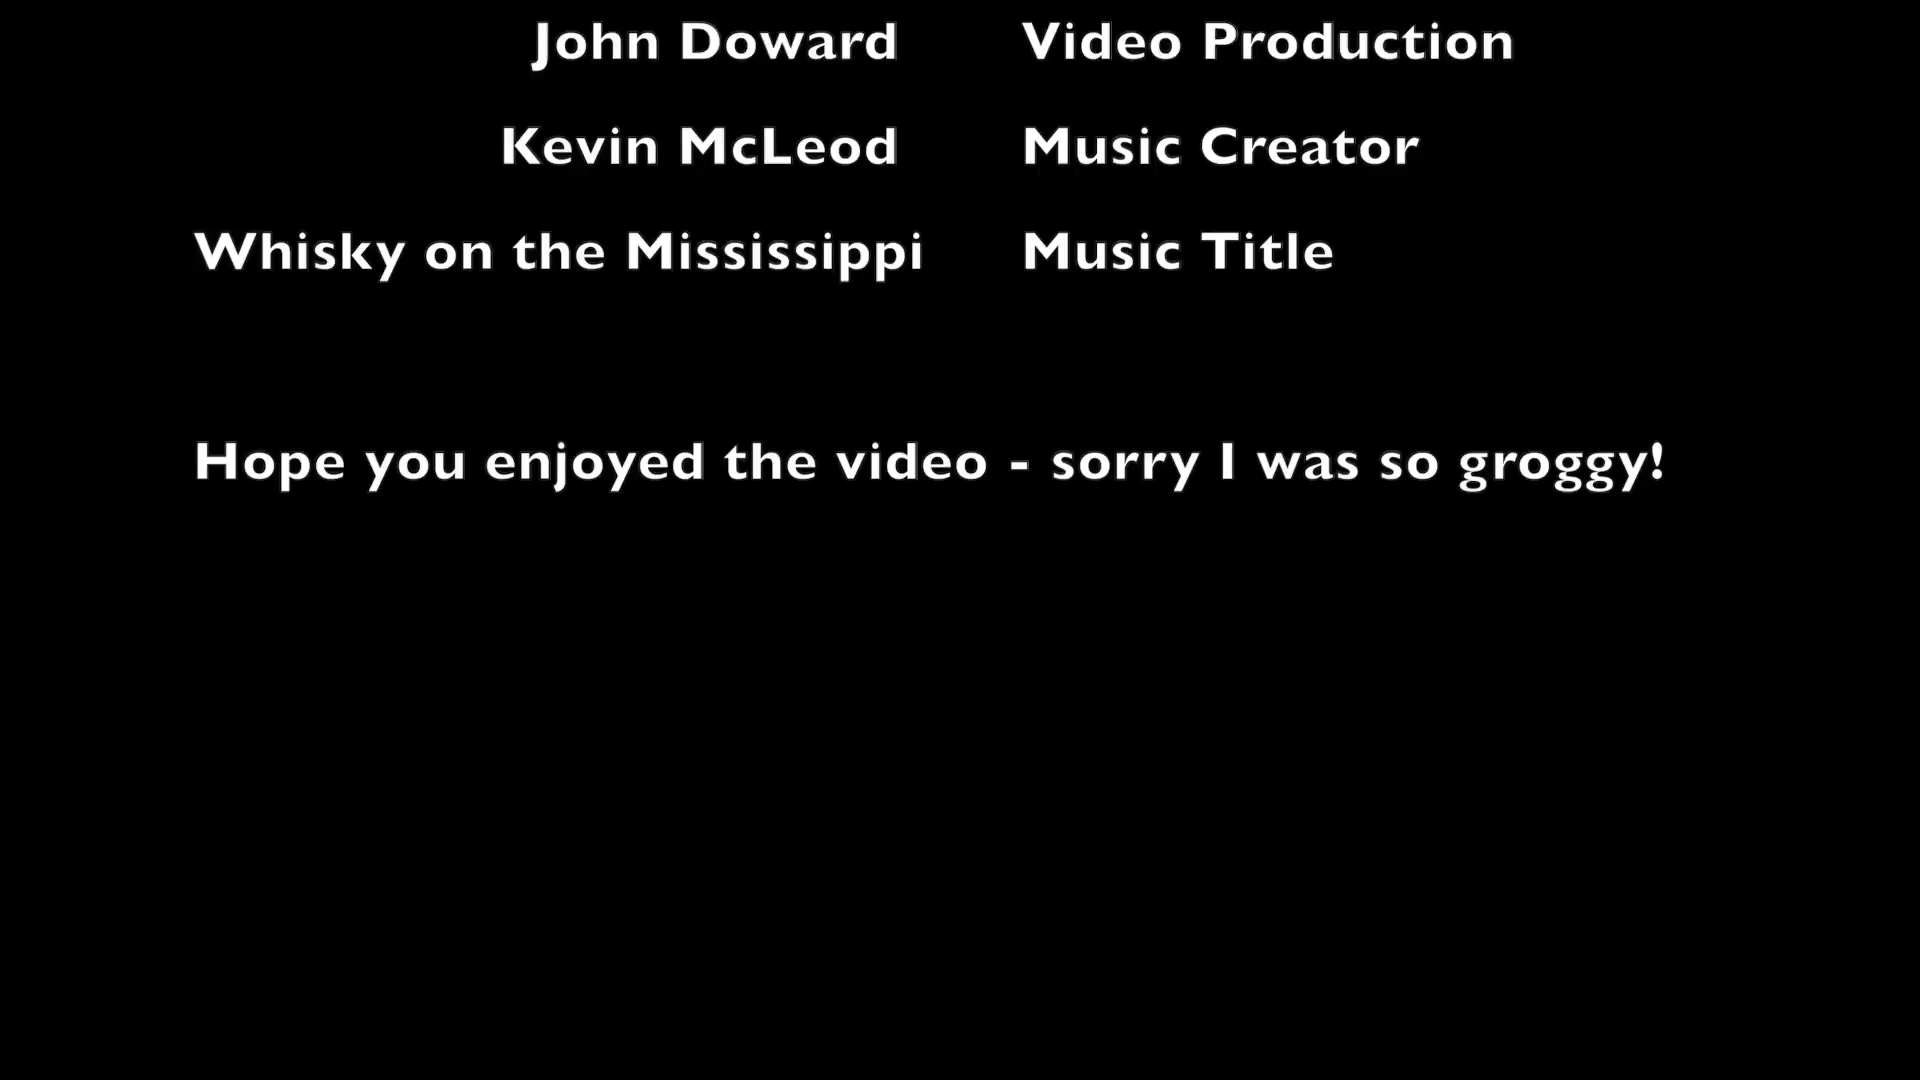 John Doward Video Production
Kevin McLeod Music Creator
Whisky on the Mississippi Music Title
Hope you enjoyed the video - sorry I was so groggy!